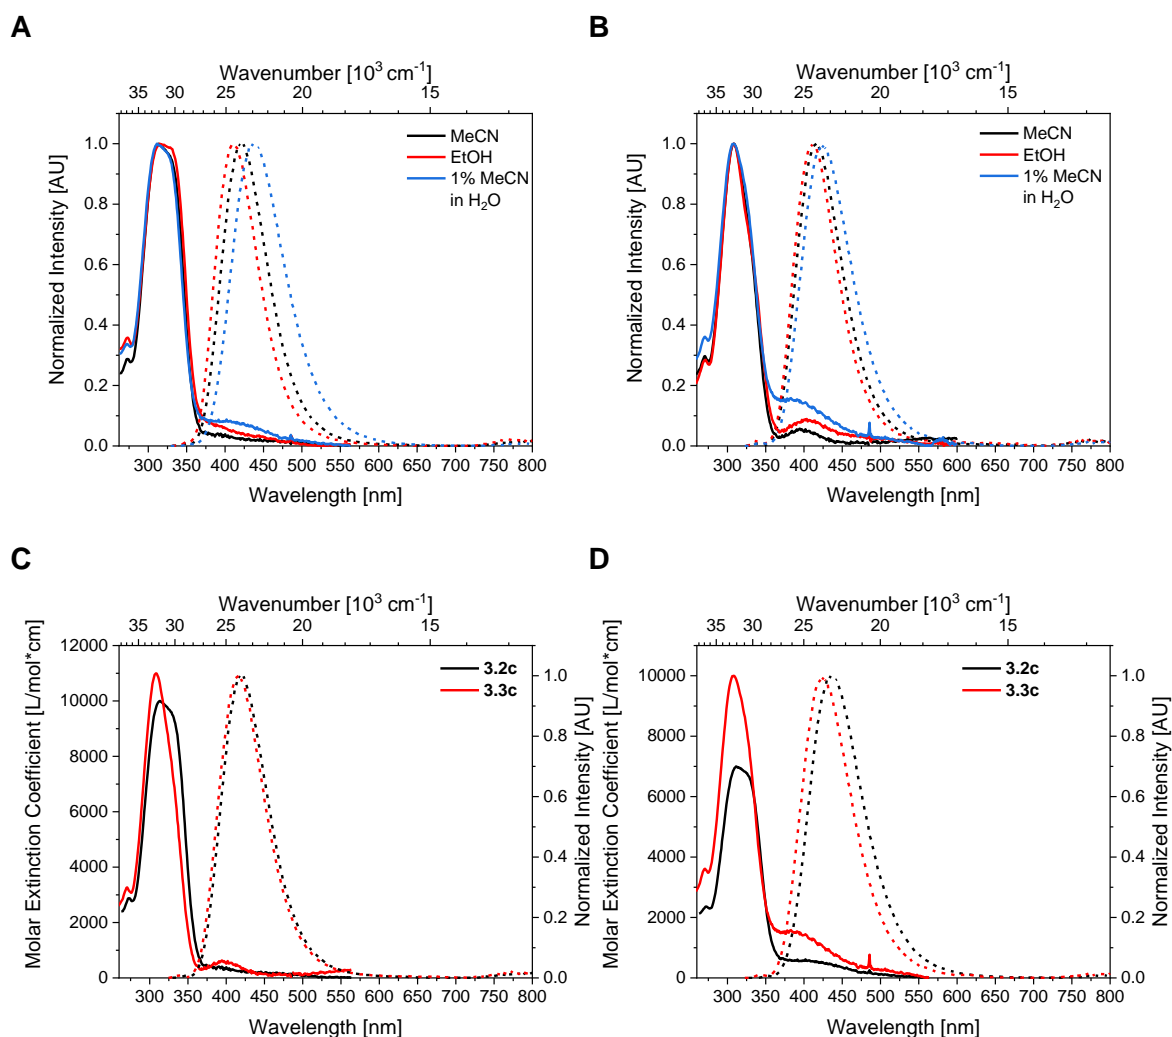 A
B
Wavenumber [10³ cm⁻¹]
Wavenumber [10³ cm⁻¹]
35 30 25 20 15
35 30 25 20 15
MeCN
EtOH
1% MeCN
in H₂O
MeCN
EtOH
1% MeCN
in H₂O
1.0
0.8
0.6
0.4
0.2
0.0
1.0
0.8
0.6
0.4
0.2
0.0
Normalized Intensity [AU]
Normalized Intensity [AU]
300 350 400 450 500 550 600 650 700 750 800
300 350 400 450 500 550 600 650 700 750 800
Wavelength [nm]
Wavelength [nm]
C
D
Wavenumber [10³ cm⁻¹]
Wavenumber [10³ cm⁻¹]
35 30 25 20 15
35 30 25 20 15
3.2c
3.3c
3.2c
3.3c
12000
10000
8000
6000
4000
2000
0
Molar Extinction Coefficient [L/mol*cm]
1.0
0.8
0.6
0.4
0.2
0.0
Normalized Intensity [AU]
10000
8000
6000
4000
2000
0
Molar Extinction Coefficient [L/mol*cm]
1.0
0.8
0.6
0.4
0.2
0.0
Normalized Intensity [AU]
300 350 400 450 500 550 600 650 700 750 800
300 350 400 450 500 550 600 650 700 750 800
Wavelength [nm]
Wavelength [nm]